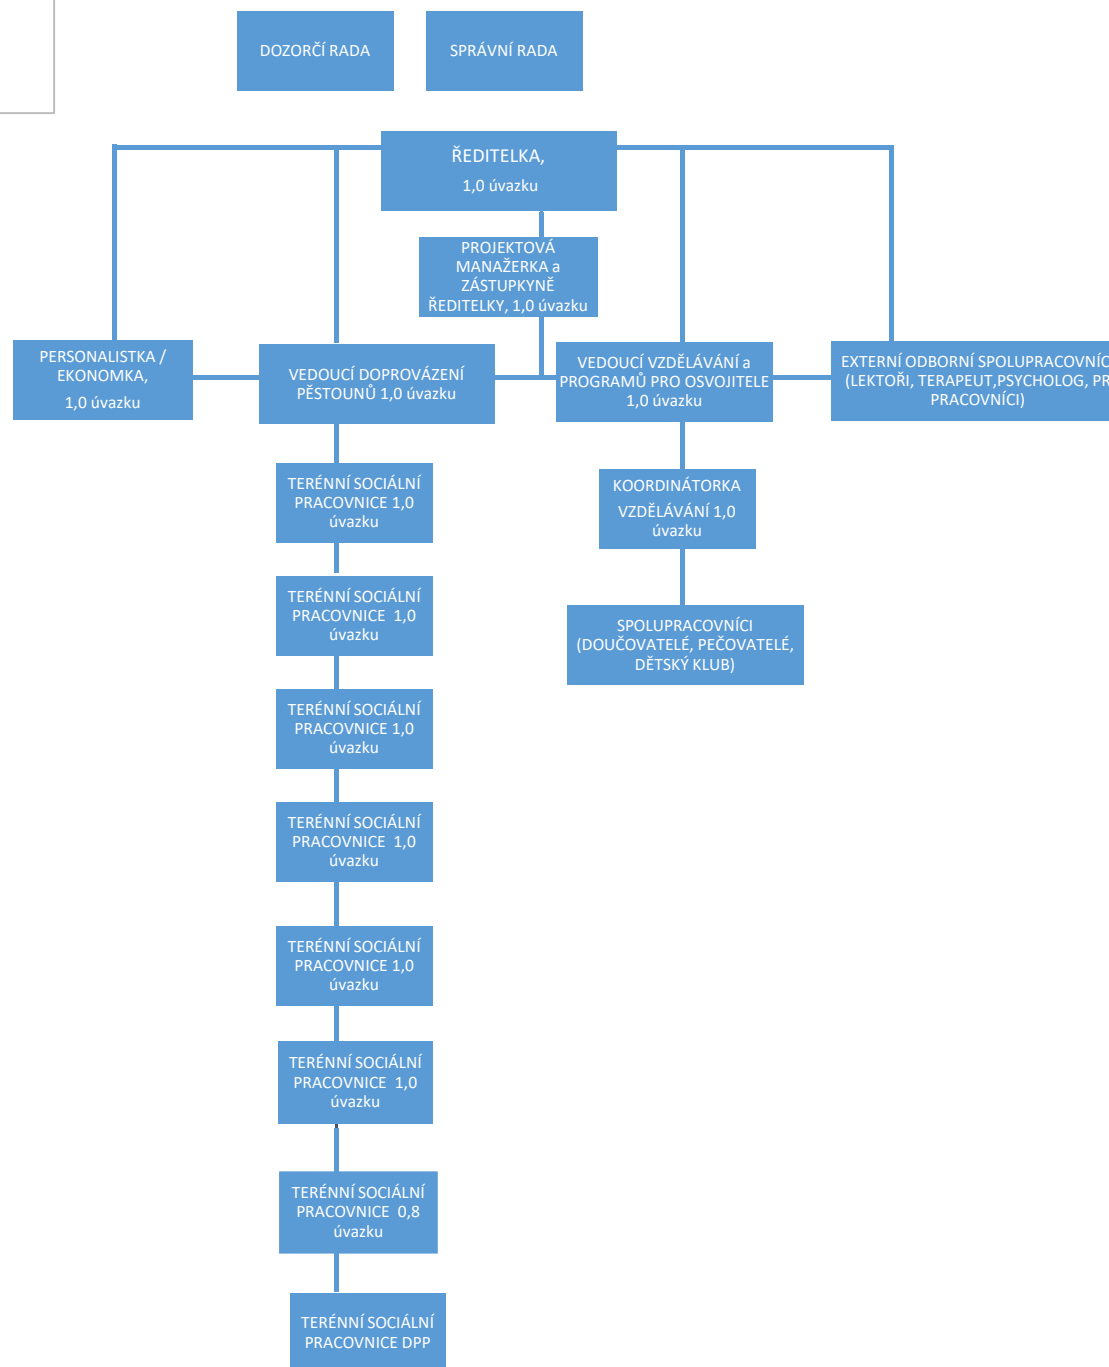 DOZORČÍ RADA
SPRÁVNÍ RADA
ŘEDITELKA,
1,0 úvazku
PROJEKTOVÁ
MANAŽERKA a
ZÁSTUPKYNĚ
ŘEDITELKY, 1,0 úvazku
PERSONALISTKA /
EKONOMKA,
1,0 úvazku
VEDOUCÍ DOPROVÁZENÍ
PĚSTOUNŮ 1,0 úvazku
VEDOUCÍ VZDĚLÁVÁNÍ a
PROGRAMŮ PRO OSVOJITELE
1,0 úvazku
EXTERNÍ ODBORNÍ SPOLUPRACOVNÍC
(LEKTOŘI, TERAPEUT,PSYCHOLOG, PR
PRACOVNÍCI)
TERÉNNÍ SOCIÁLNÍ
PRACOVNICE 1,0
úvazku
KOORDINÁTORKA
VZDĚLÁVÁNÍ 1,0
úvazku
TERÉNNÍ SOCIÁLNÍ
PRACOVNICE  1,0
úvazku
SPOLUPRACOVNÍCI
(DOUČOVATELÉ, PEČOVATELÉ,
DĚTSKÝ KLUB)
TERÉNNÍ SOCIÁLNÍ
PRACOVNICE 1,0
úvazku
TERÉNNÍ SOCIÁLNÍ
PRACOVNICE  1,0
úvazku
TERÉNNÍ SOCIÁLNÍ
PRACOVNICE 1,0
úvazku
TERÉNNÍ SOCIÁLNÍ
PRACOVNICE  1,0
úvazku
TERÉNNÍ SOCIÁLNÍ
PRACOVNICE  0,8
úvazku
TERÉNNÍ SOCIÁLNÍ
PRACOVNICE DPP